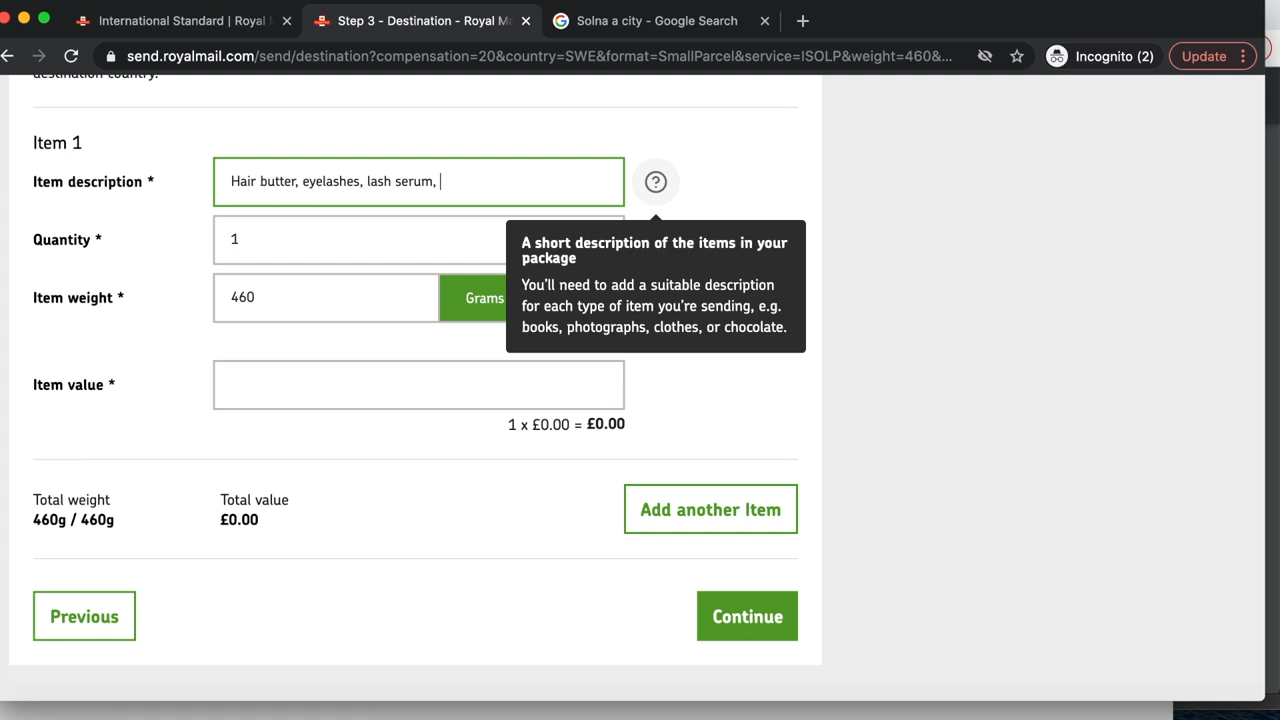 International Standard | Royal M
Step 3 - Destination - Royal Ma
Solna a city - Google Search
send.royalmail.com/send/destination?compensation=20&country=SWE&format=SmallParcel&service=ISOLP&weight=460&...
Incognito (2)
Update
destination country.
Item 1
Item description *
Hair butter, eyelashes, lash serum,
Quantity *
1
A short description of the items in your
package
You'll need to add a suitable description
for each type of item you're sending, e.g.
books, photographs, clothes, or chocolate.
Item weight *
460
Grams
Item value *
1 x £0.00 = £0.00
Total weight
460g / 460g
Total value
£0.00
Add another Item
Previous
Continue